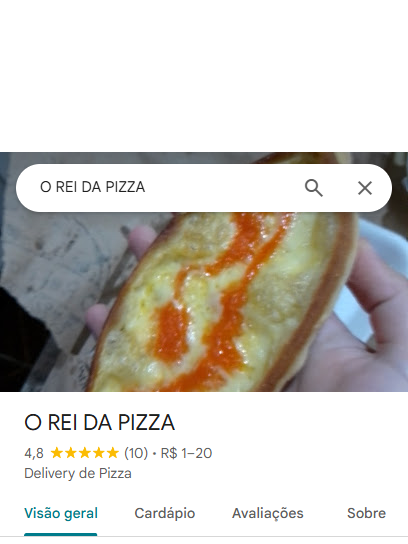 O REI DA PIZZA
O REI DA PIZZA
4,8 ★★★★★ (10) • R$ 1–20
Delivery de Pizza
Visão geral Cardápio Avaliações Sobre